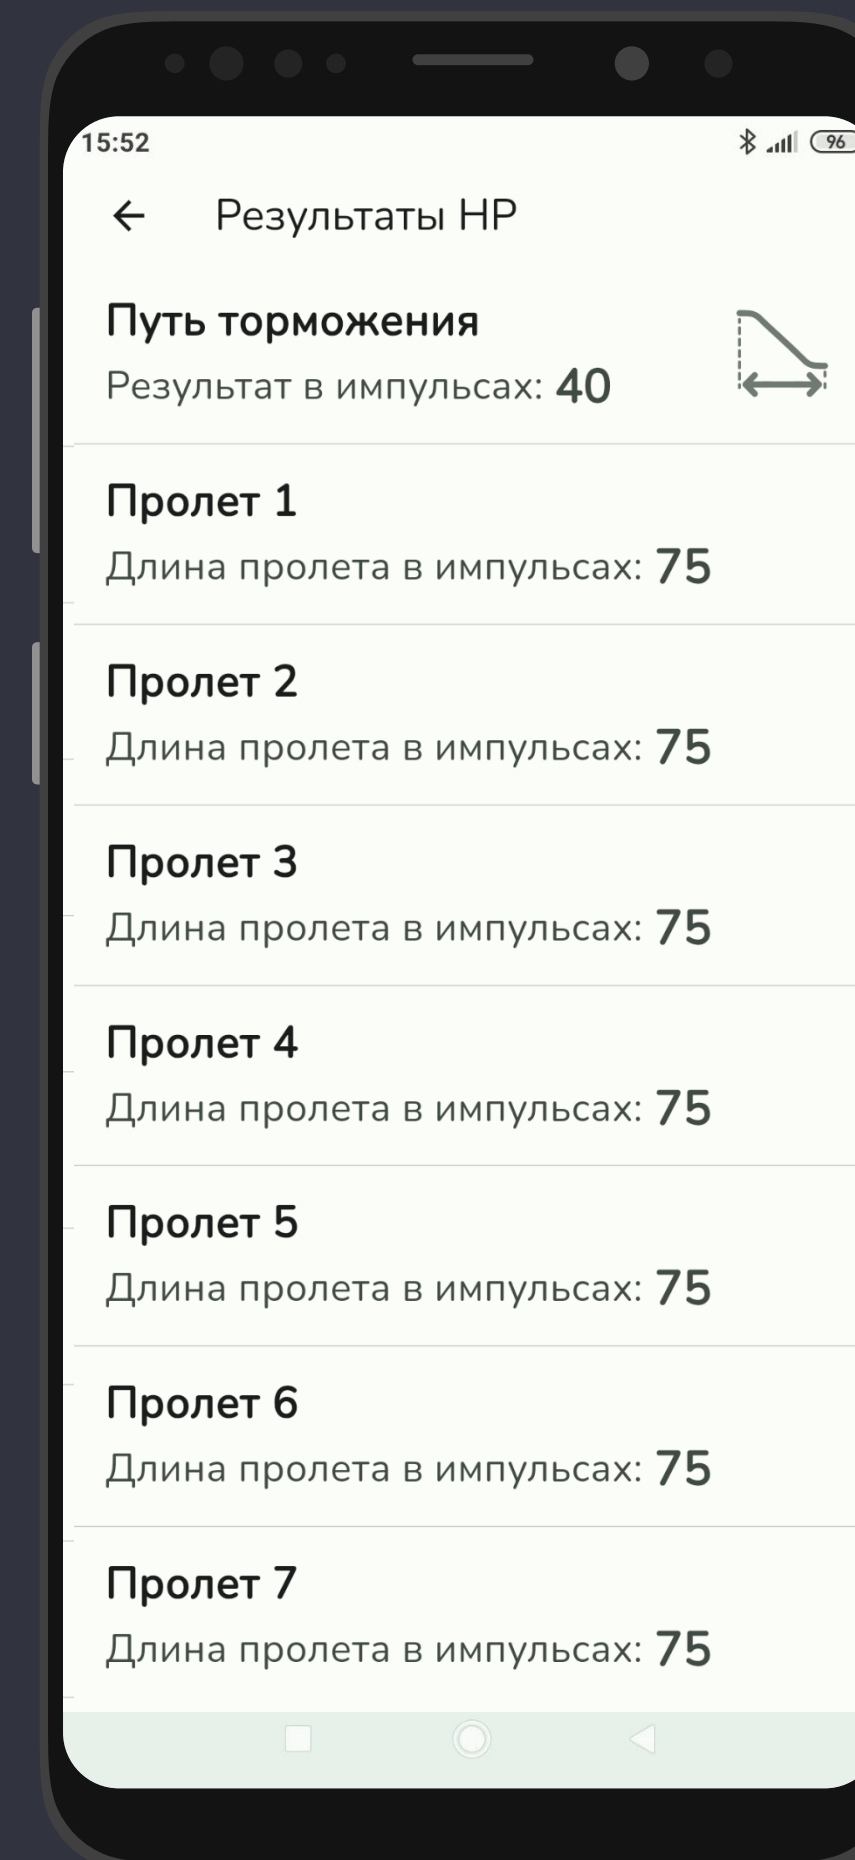 15:52
96
Результаты НР
Путь торможения
Результат в импульсах: 40
Пролет 1
Длина пролета в импульсах: 75
Пролет 2
Длина пролета в импульсах: 75
Пролет 3
Длина пролета в импульсах: 75
Пролет 4
Длина пролета в импульсах: 75
Пролет 5
Длина пролета в импульсах: 75
Пролет 6
Длина пролета в импульсах: 75
Пролет 7
Длина пролета в импульсах: 75